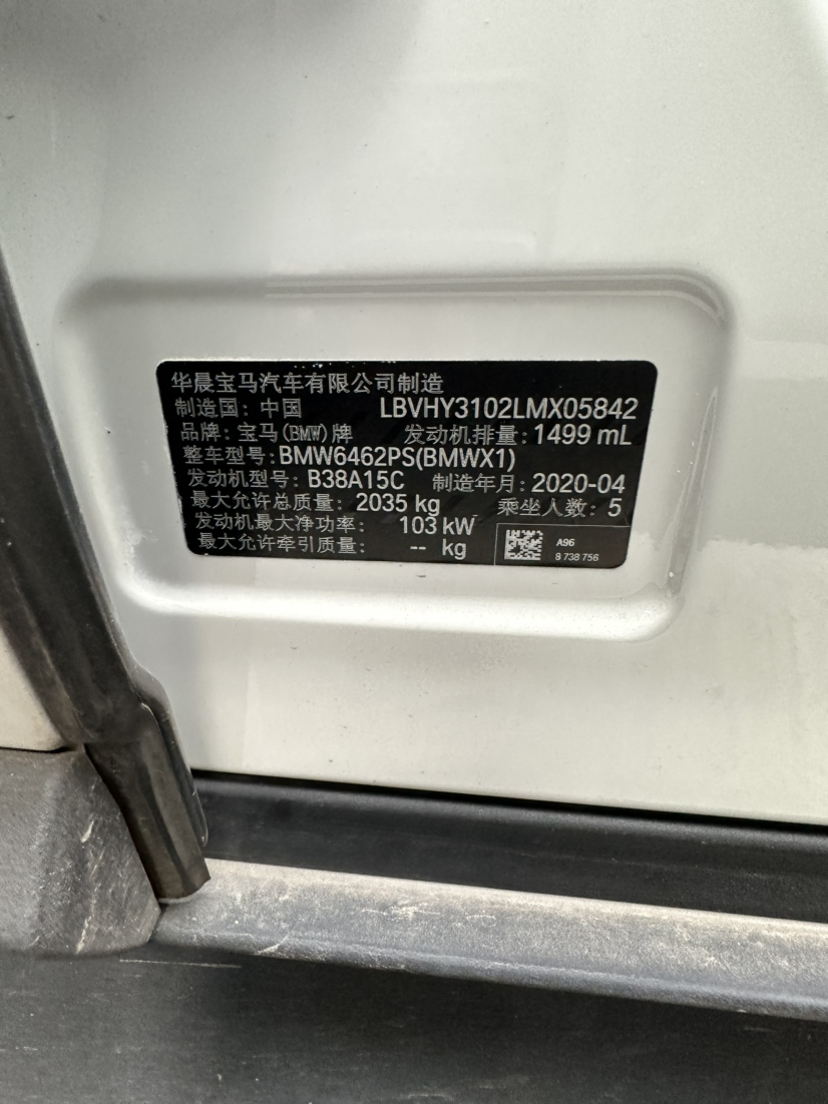 华晨宝马汽车有限公司制造
制造国：中国 LBVHY3102LMX05842
品牌：宝马(BMW)牌 发动机排量：1499 mL
整车型号：BMW6462PS(BMWX1)
发动机型号：B38A15C 制造年月：2020-04
最大允许总质量：2035 kg 乘坐人数：5
发动机最大净功率：103 kW
最大允许牵引质量：-- kg
A96
8 738 756